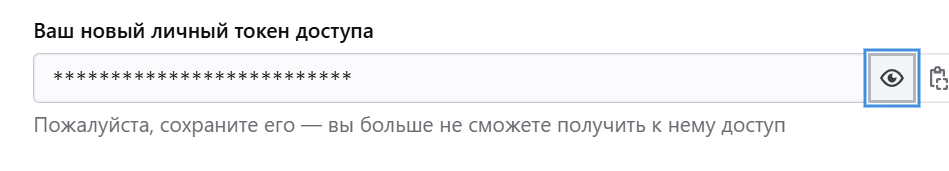 Ваш новый личный токен доступа
**************************
Пожалуйста, сохраните его — вы больше не сможете получить к нему доступ